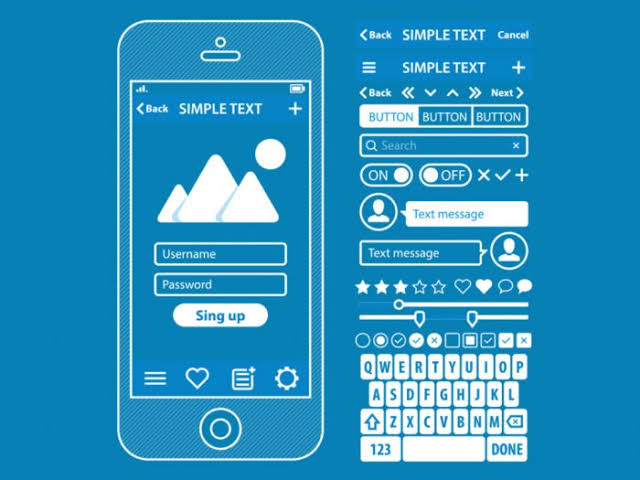 Back SIMPLE TEXT +
Username
Password
Sing up
Back SIMPLE TEXT Cancel
SIMPLE TEXT +
Back Next
BUTTON BUTTON BUTTON
Search
ON OFF
Text message
Text message
Q W E R T Y U I O P
A S D F G H J K L
Z X C V B N M
123 DONE